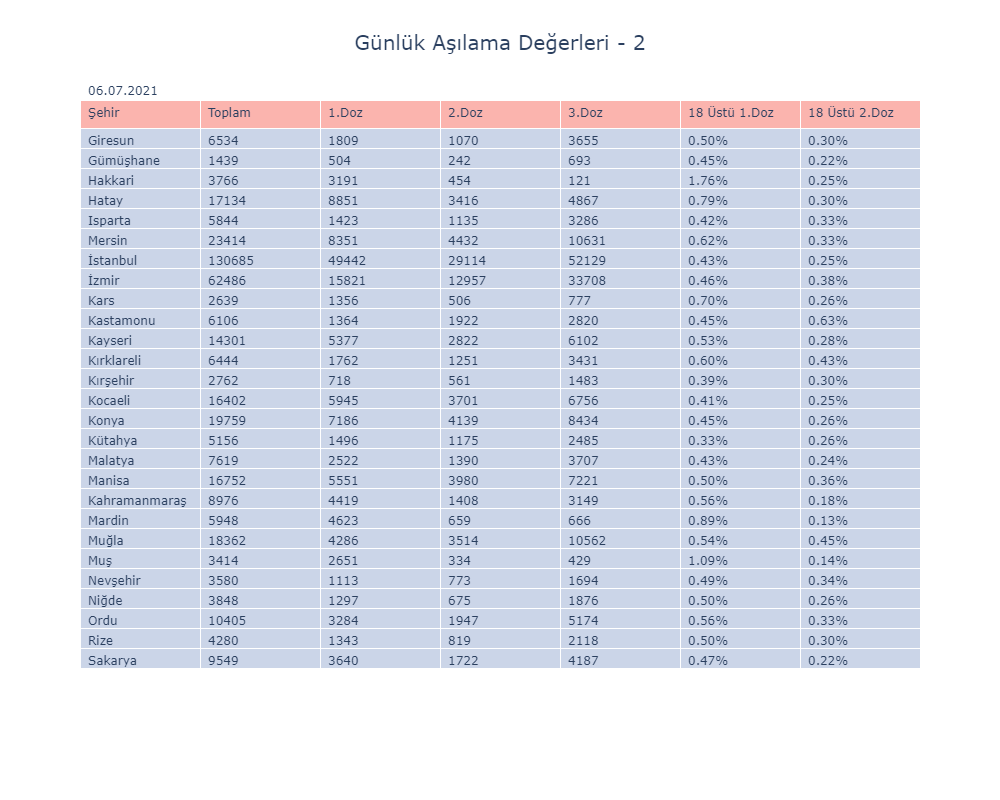 Günlük Aşılama Değerleri - 2
06.07.2021
Şehir Toplam 1.Doz 2.Doz 3.Doz 18 Üstü 1.Doz 18 Üstü 2.Doz
Giresun 6534 1809 1070 3655 0.50% 0.30%
Gümüşhane 1439 504 242 693 0.45% 0.22%
Hakkari 3766 3191 454 121 1.76% 0.25%
Hatay 17134 8851 3416 4867 0.79% 0.30%
Isparta 5844 1423 1135 3286 0.42% 0.33%
Mersin 23414 8351 4432 10631 0.62% 0.33%
İstanbul 130685 49442 29114 52129 0.43% 0.25%
İzmir 62486 15821 12957 33708 0.46% 0.38%
Kars 2639 1356 506 777 0.70% 0.26%
Kastamonu 6106 1364 1922 2820 0.45% 0.63%
Kayseri 14301 5377 2822 6102 0.53% 0.28%
Kırklareli 6444 1762 1251 3431 0.60% 0.43%
Kırşehir 2762 718 561 1483 0.39% 0.30%
Kocaeli 16402 5945 3701 6756 0.41% 0.25%
Konya 19759 7186 4139 8434 0.45% 0.26%
Kütahya 5156 1496 1175 2485 0.33% 0.26%
Malatya 7619 2522 1390 3707 0.43% 0.24%
Manisa 16752 5551 3980 7221 0.50% 0.36%
Kahramanmaraş 8976 4419 1408 3149 0.56% 0.18%
Mardin 5948 4623 659 666 0.89% 0.13%
Muğla 18362 4286 3514 10562 0.54% 0.45%
Muş 3414 2651 334 429 1.09% 0.14%
Nevşehir 3580 1113 773 1694 0.49% 0.34%
Niğde 3848 1297 675 1876 0.50% 0.26%
Ordu 10405 3284 1947 5174 0.56% 0.33%
Rize 4280 1343 819 2118 0.50% 0.30%
Sakarya 9549 3640 1722 4187 0.47% 0.22%